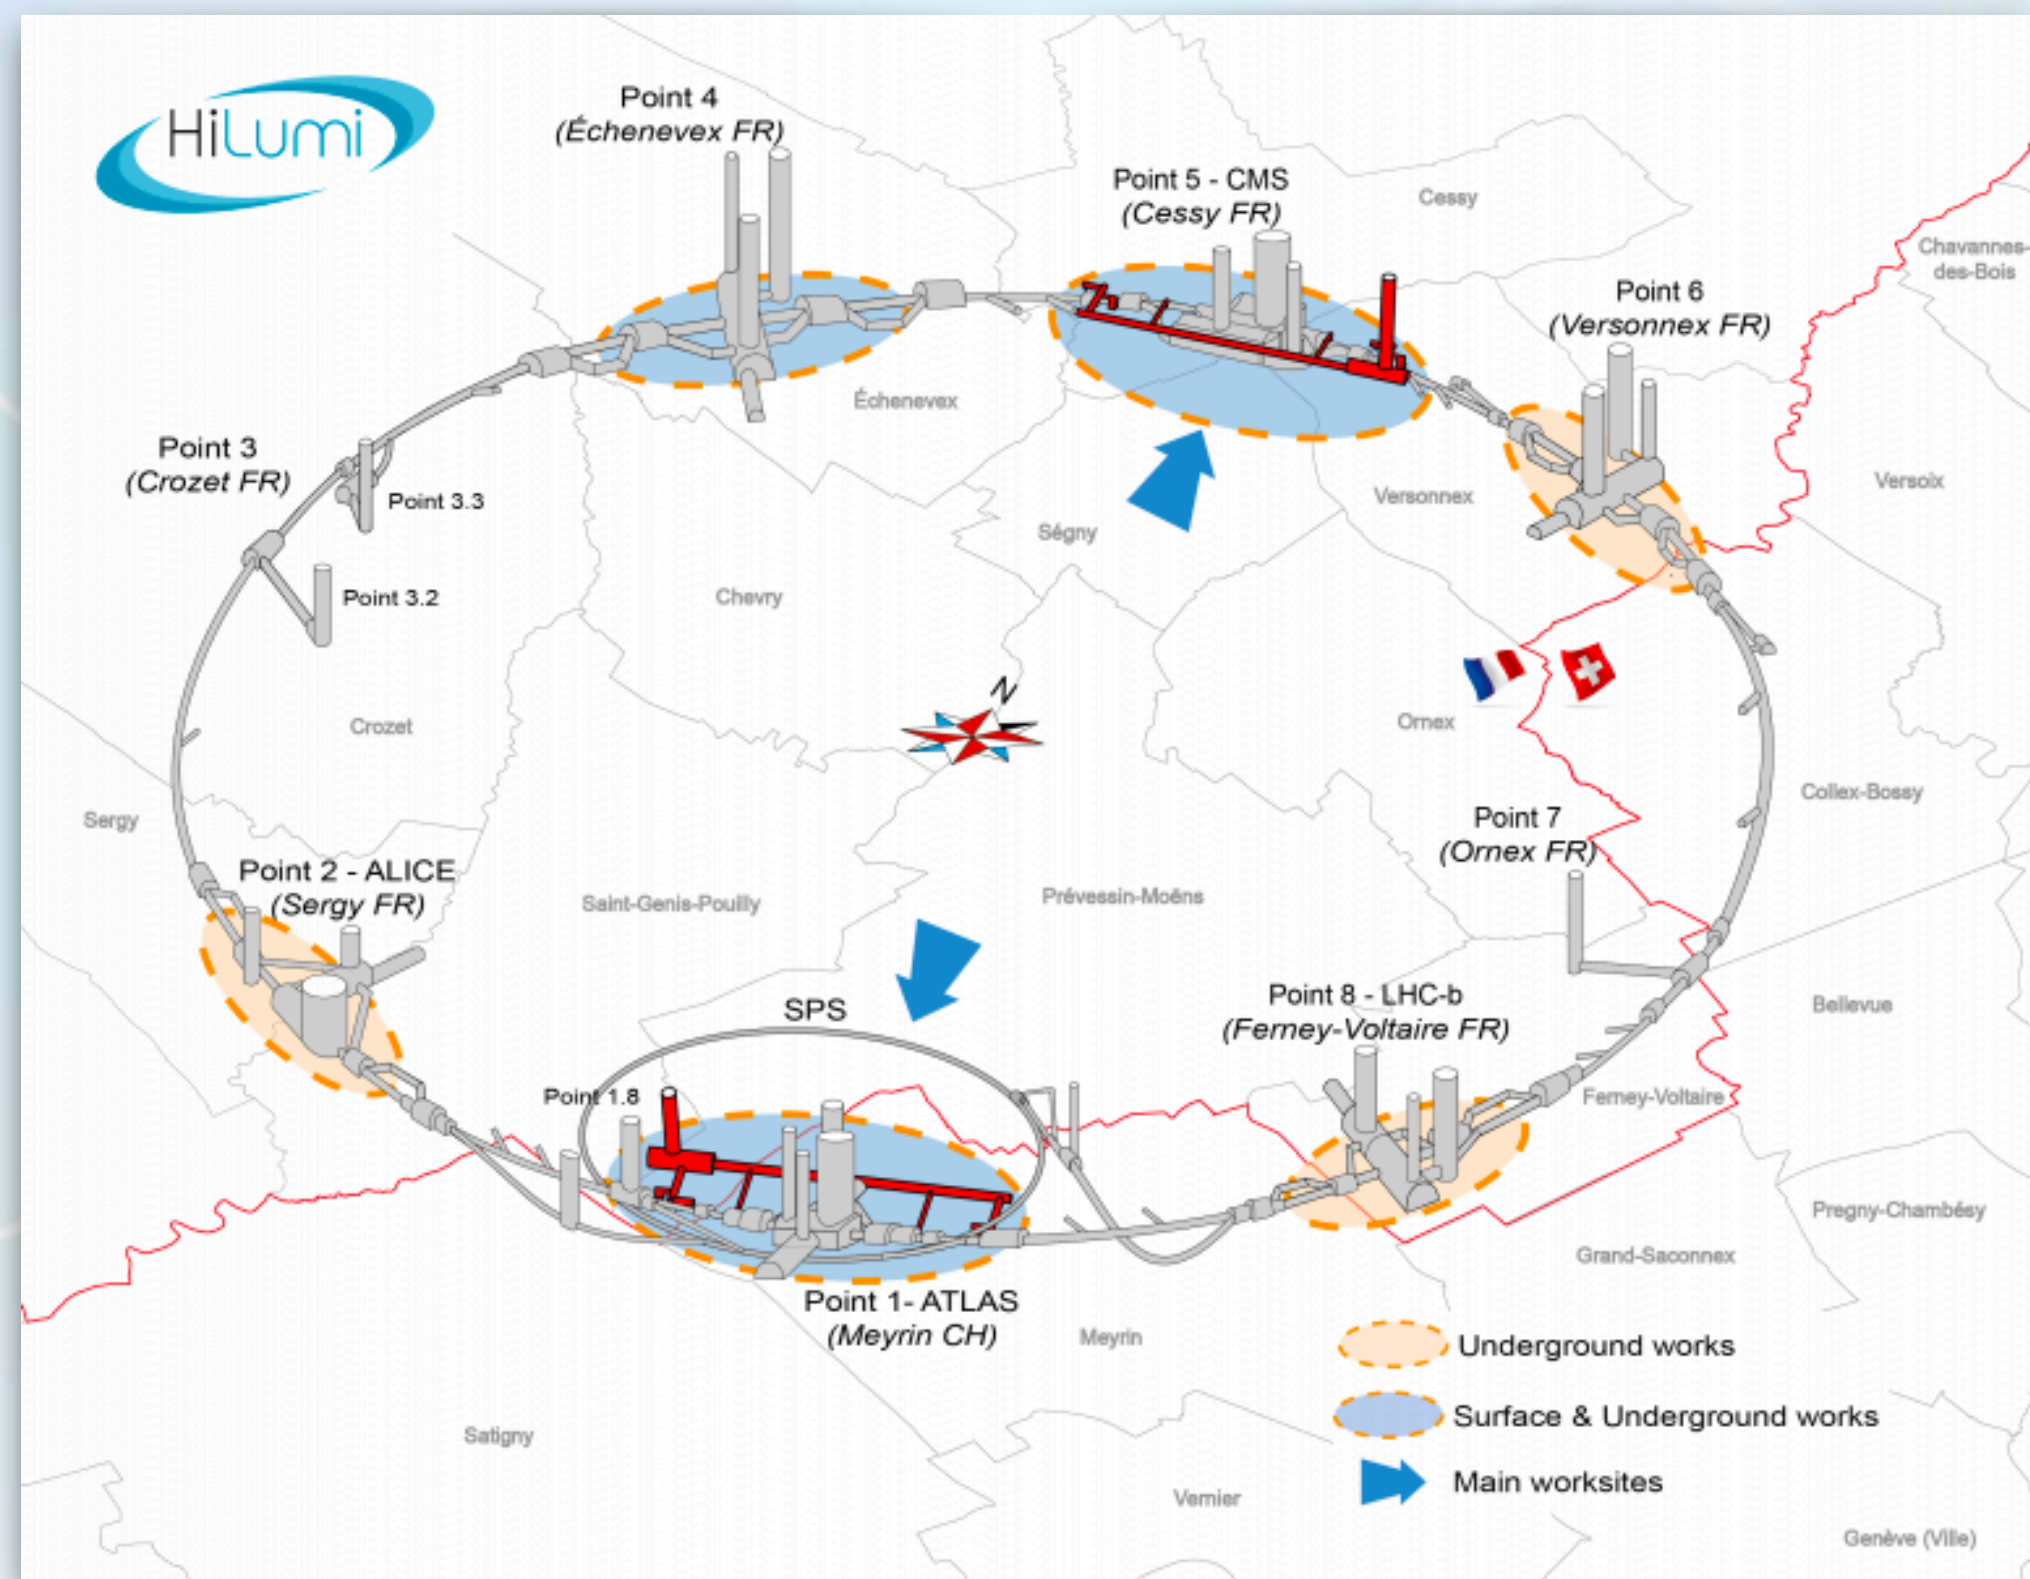 HiLumi
Point 4
(Échenevex FR)
Point 5 - CMS
(Cessy FR)
Cessy
Chavannes-
des-Bois
Point 6
(Versonnex FR)
Échenevex
Point 3
(Crozet FR)
Point 3.3
Versonnex
Versoix
Ségny
Point 3.2
Chevry
N
Crozet
Ornex
Collex-Bossy
Sergy
Point 7
(Ornex FR)
Point 2 - ALICE
(Sergy FR)
Saint-Genis-Pouilly
Prévessin-Moëns
SPS
Point 8 - LHC-b
(Ferney-Voltaire FR)
Bellevue
Point 1.8
Ferney-Voltaire
Pregny-Chambésy
Grand-Saconnex
Point 1- ATLAS
(Meyrin CH)
Meyrin
Underground works
Surface & Underground works
Satigny
Main worksites
Vernier
Genève (Ville)